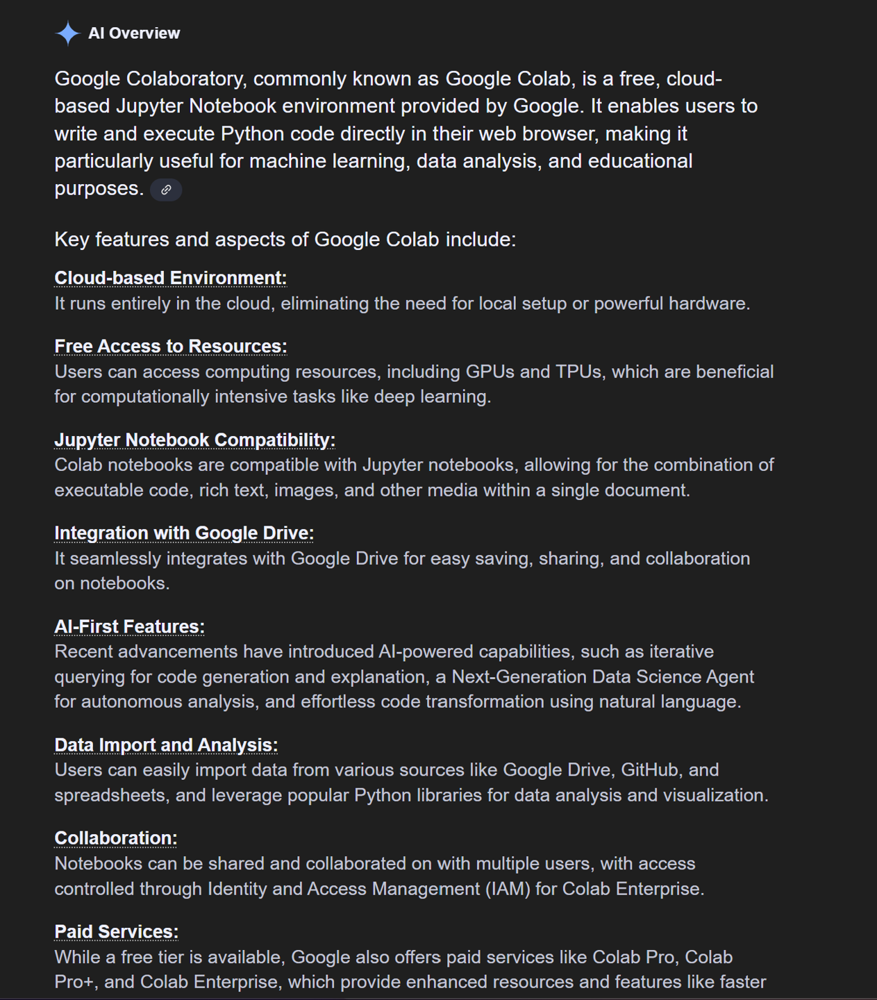 AI Overview
Google Colaboratory, commonly known as Google Colab, is a free, cloud-
based Jupyter Notebook environment provided by Google. It enables users to
write and execute Python code directly in their web browser, making it
particularly useful for machine learning, data analysis, and educational
purposes.
Key features and aspects of Google Colab include:
Cloud-based Environment:
It runs entirely in the cloud, eliminating the need for local setup or powerful hardware.
Free Access to Resources:
Users can access computing resources, including GPUs and TPUs, which are beneficial
for computationally intensive tasks like deep learning.
Jupyter Notebook Compatibility:
Colab notebooks are compatible with Jupyter notebooks, allowing for the combination of
executable code, rich text, images, and other media within a single document.
Integration with Google Drive:
It seamlessly integrates with Google Drive for easy saving, sharing, and collaboration
on notebooks.
AI-First Features:
Recent advancements have introduced AI-powered capabilities, such as iterative
querying for code generation and explanation, a Next-Generation Data Science Agent
for autonomous analysis, and effortless code transformation using natural language.
Data Import and Analysis:
Users can easily import data from various sources like Google Drive, GitHub, and
spreadsheets, and leverage popular Python libraries for data analysis and visualization.
Collaboration:
Notebooks can be shared and collaborated on with multiple users, with access
controlled through Identity and Access Management (IAM) for Colab Enterprise.
Paid Services:
While a free tier is available, Google also offers paid services like Colab Pro, Colab
Pro+, and Colab Enterprise, which provide enhanced resources and features like faster